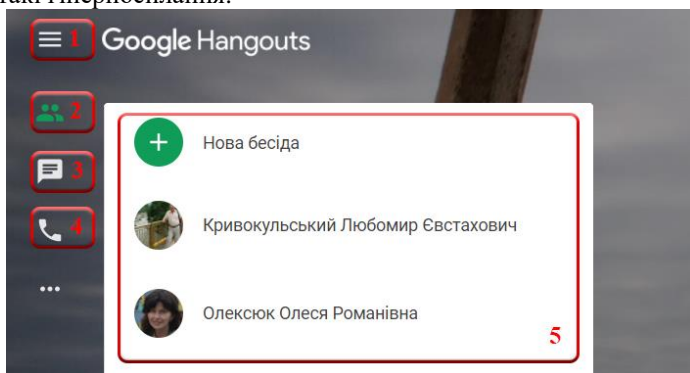 такі гіперпосилання:
1 Google Hangouts
2
Нова бесіда
3
4 Кривокульський Любомир Євстахович
Олексюк Олеся Романівна
5